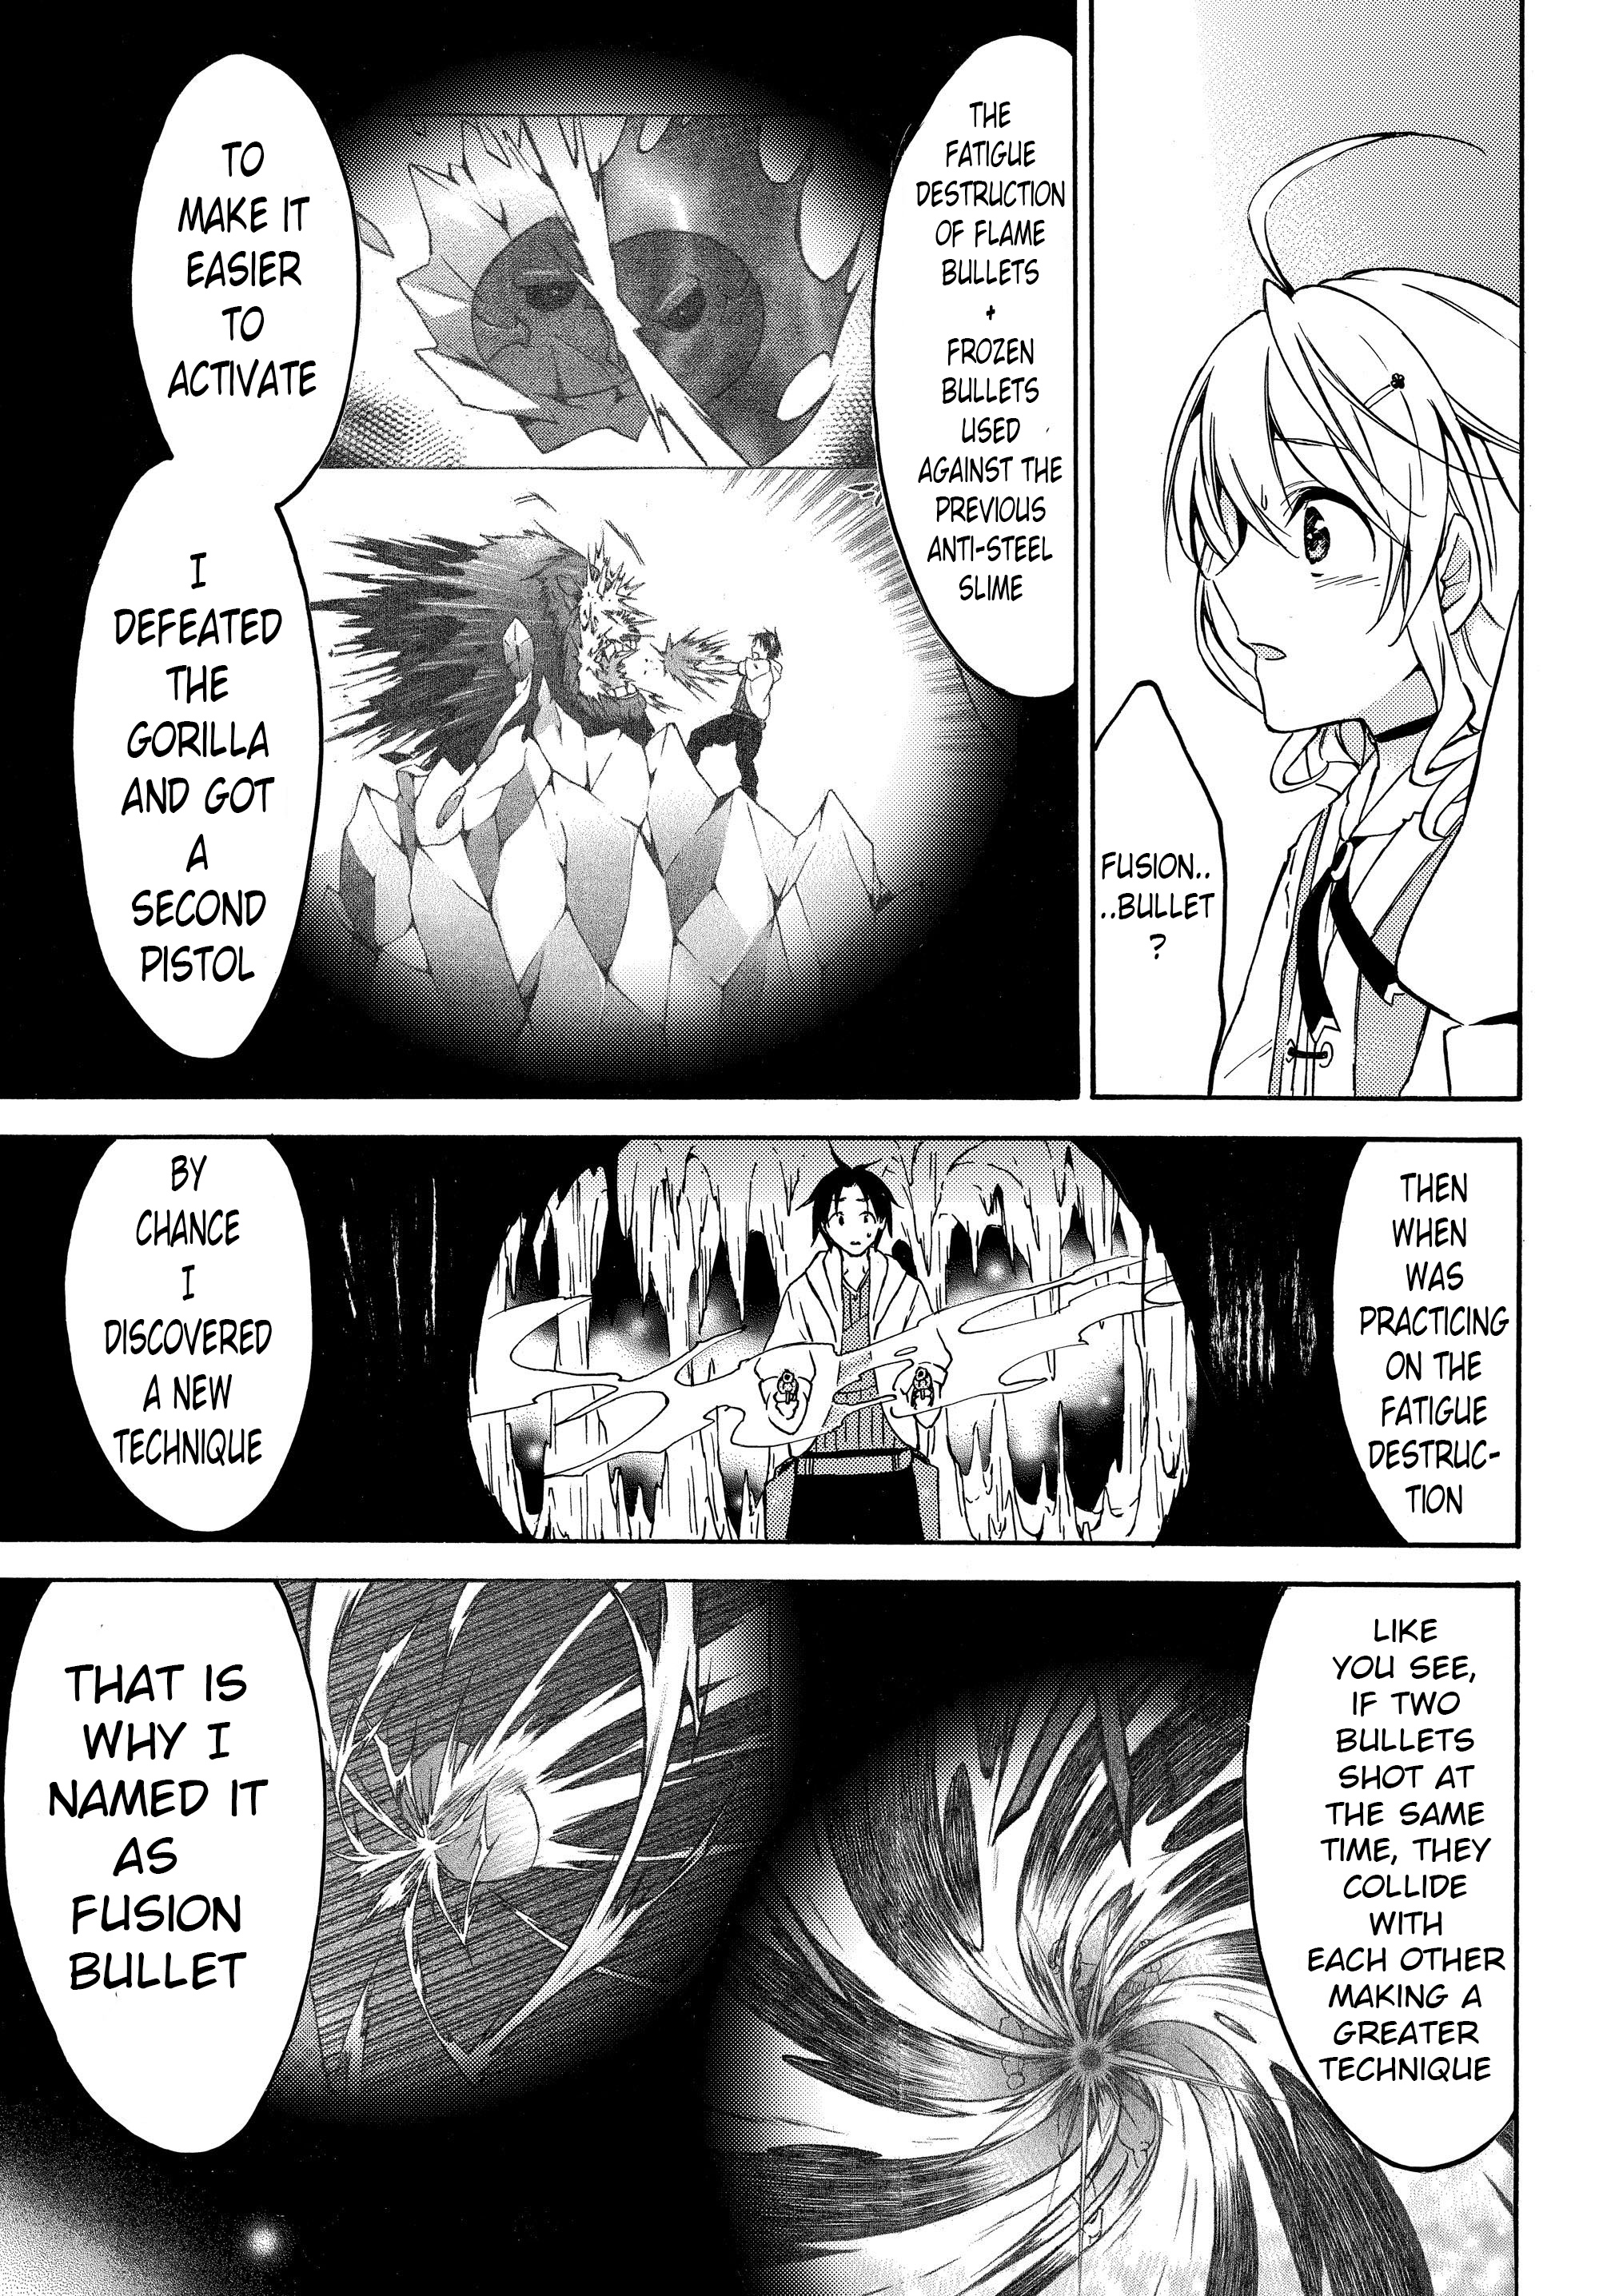 FUSION..
..BULLET
?
THE
FATIGUE
DESTRUCTION
OF FLAME
BULLETS
+
FROZEN
BULLETS
USED
AGAINST THE
PREVIOUS
ANTI-STEEL
SLIME
TO
MAKE IT
EASIER
TO
ACTIVATE
I
DEFEATED
THE
GORILLA
AND GOT
A
SECOND
PISTOL
THEN
WHEN
WAS
PRACTICING
ON THE
FATIGUE
DESTRUC-
TION
BY
CHANCE
I
DISCOVERED
A NEW
TECHNIQUE
LIKE
YOU SEE,
IF TWO
BULLETS
SHOT AT
THE SAME
TIME, THEY
COLLIDE
WITH
EACH OTHER
MAKING A
GREATER
TECHNIQUE
THAT IS
WHY I
NAMED IT
AS
FUSION
BULLET